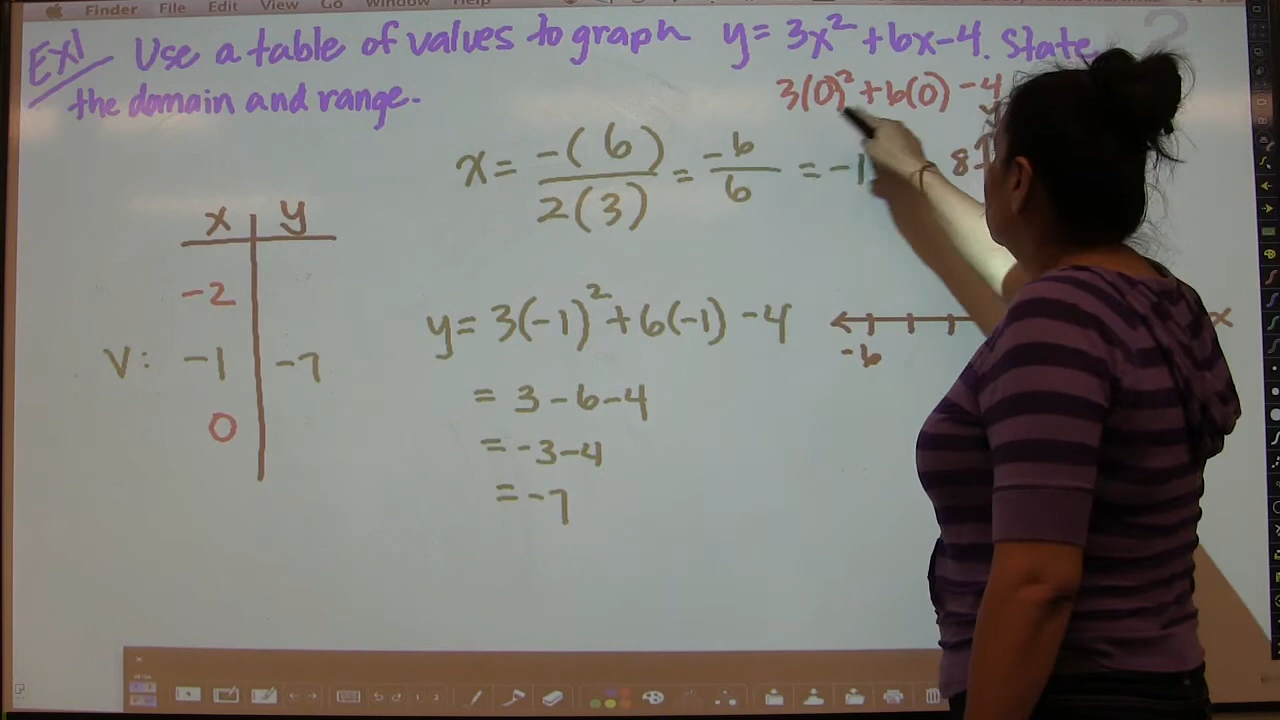 Finder File Edit View Go Window
Ex1 Use a table of values to graph y = 3x² + 6x - 4. State
the domain and range.
3(0)² + 6(0) - 4
x = -(6)/2(3) = -6/6 = -1
8
x y
-2
V: -1 -7
0
y = 3(-1)² + 6(-1) - 4
= 3 - 6 - 4
= -3 - 4
= -7
-6
x